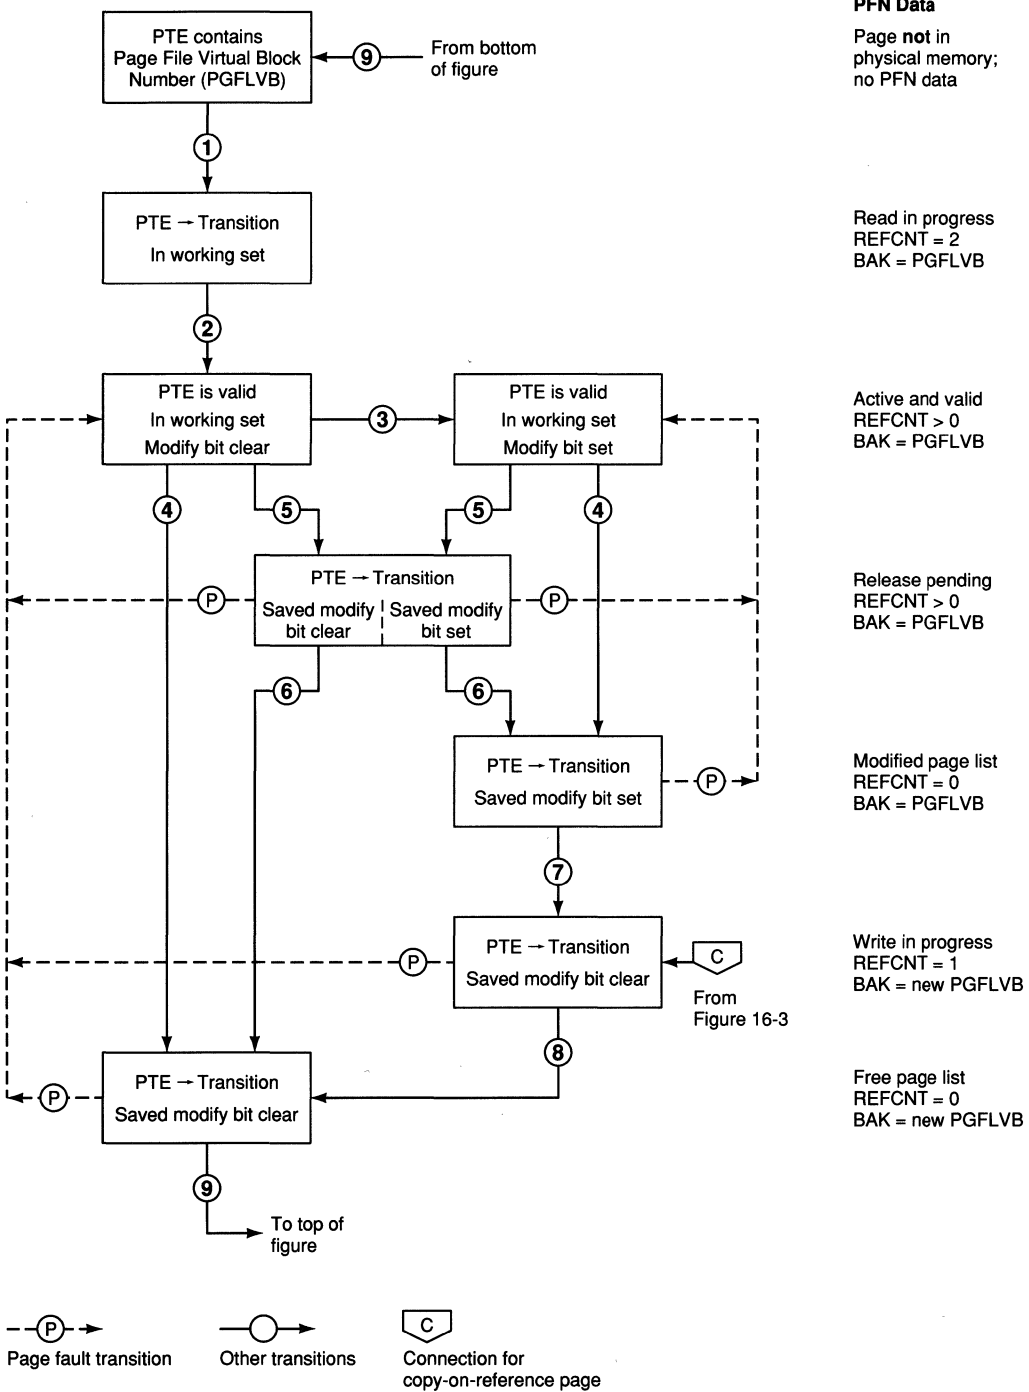 PFN Data
PTE contains
Page File Virtual Block
Number (PGFLVB)
9
From bottom
of figure
Page not in
physical memory;
no PFN data
1
PTE → Transition
In working set
Read in progress
REFCNT = 2
BAK = PGFLVB
2
PTE is valid
In working set
Modify bit clear
3
PTE is valid
In working set
Modify bit set
Active and valid
REFCNT > 0
BAK = PGFLVB
4
5
5
4
PTE → Transition
Saved modify
bit clear
Saved modify
bit set
P
P
Release pending
REFCNT > 0
BAK = PGFLVB
6
6
PTE → Transition
Saved modify bit set
P
Modified page list
REFCNT = 0
BAK = PGFLVB
7
P
PTE → Transition
Saved modify bit clear
C
From
Figure 16-3
Write in progress
REFCNT = 1
BAK = new PGFLVB
8
P
PTE → Transition
Saved modify bit clear
Free page list
REFCNT = 0
BAK = new PGFLVB
9
To top of
figure
P
Page fault transition
Other transitions
C
Connection for
copy-on-reference page